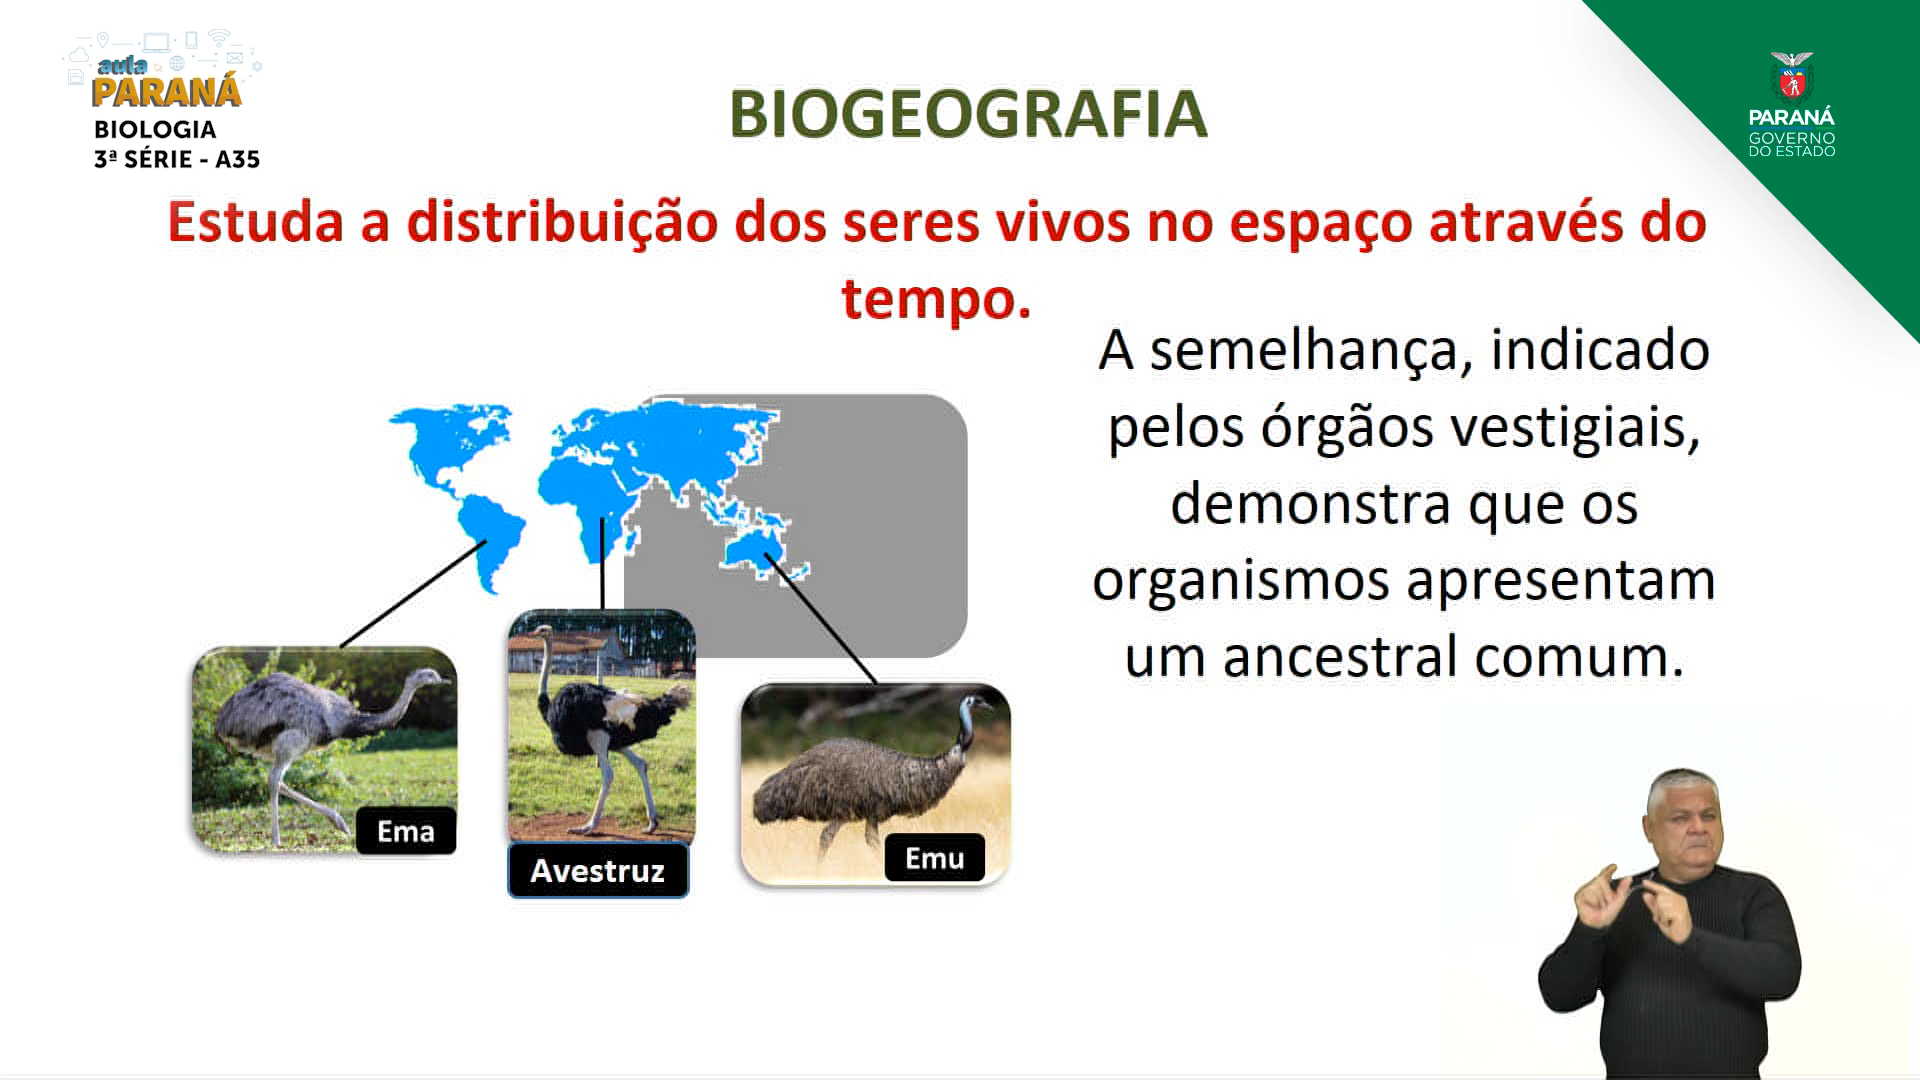 aula
PARANÁ
BIOLOGIA
3ª SÉRIE - A35
BIOGEOGRAFIA
PARANÁ
GOVERNO
DO ESTADO
Estuda a distribuição dos seres vivos no espaço através do
tempo.
A semelhança, indicado
pelos órgãos vestigiais,
demonstra que os
organismos apresentam
um ancestral comum.
Ema
Avestruz
Emu